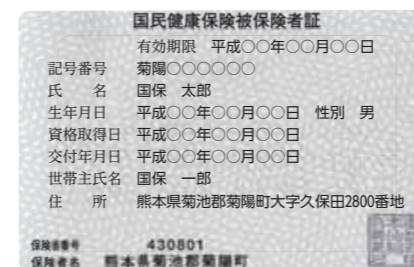 国民健康保険被保険者証
有効期限 平成○○年○○月○○日
記号番号 菊陽○○○○○○
氏 名 国保 太郎
生年月日 平成○○年○○月○○日 性別 男
資格取得日 平成○○年○○月○○日
交付年月日 平成○○年○○月○○日
世帯主氏名 国保 一郎
住 所 熊本県菊池郡菊陽町大字久保田2800番地
保険者番号 430801
保険者名 熊本県菊池郡菊陽町